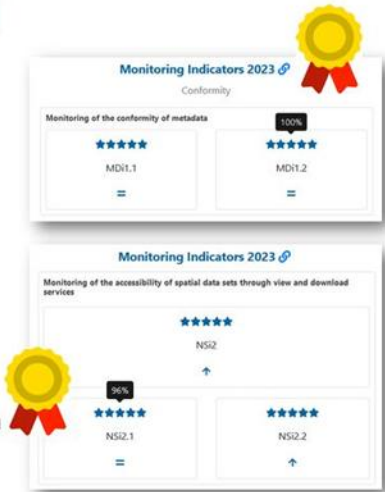 Monitoring Indicators 2023
Conformity
Monitoring of the conformity of metadata
100%
MDi1.1
MDi1.2
=
=
Monitoring Indicators 2023
Monitoring of the accessibility of spatial data sets through view and download
services
NSi2
96%
NSi2.1
NSi2.2
=